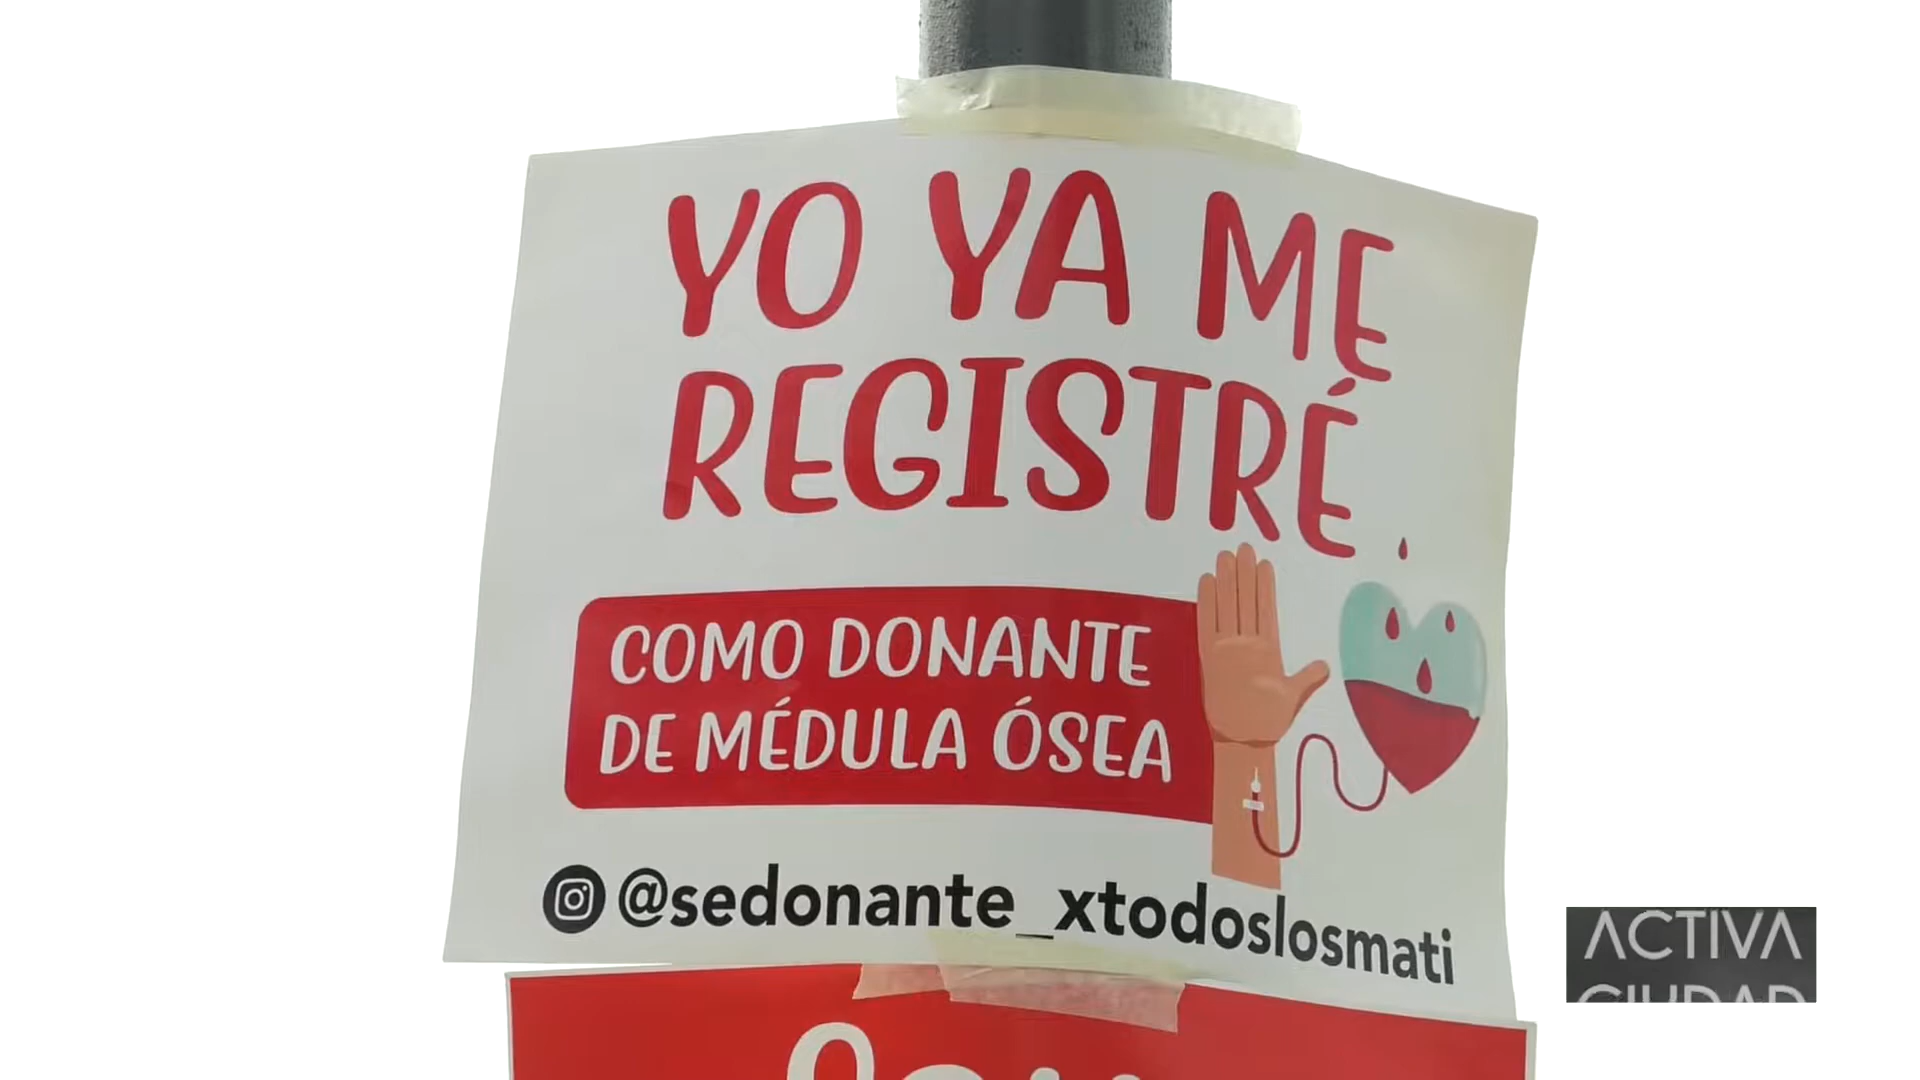 YO YA ME
REGISTRÉ
COMO DONANTE
DE MÉDULA ÓSEA
@sedonante_xtodoslosmati
ACTIVA
CIUDAD